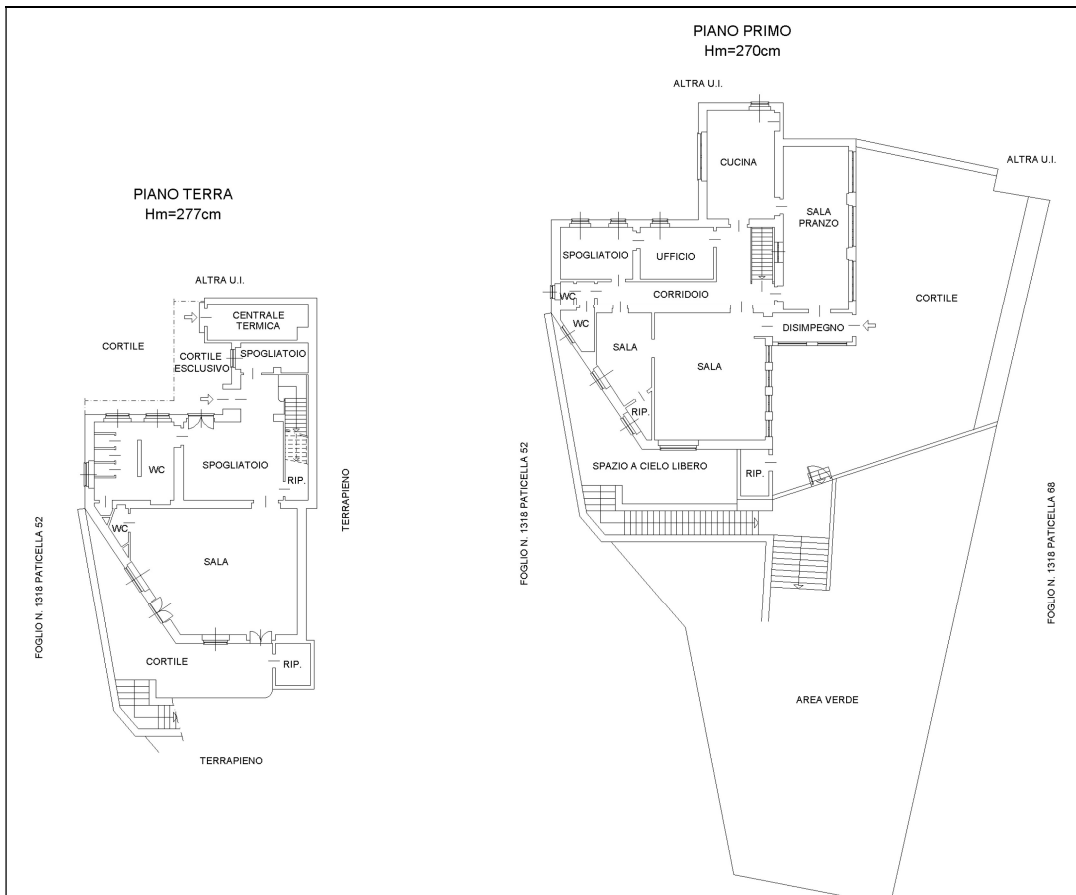 PIANO PRIMO
Hm=270cm
ALTRA U.I.
CUCINA
ALTRA U.I.
SALA
PRANZO
SPOGLIATOIO
UFFICIO
WC
CORRIDOIO
CORTILE
WC
DISIMPEGNO
SALA
SALA
RIP.
SPAZIO A CIELO LIBERO
RIP.
FOGLIO N. 1318 PATICELLA 52
FOGLIO N. 1318 PATICELLA 68
AREA VERDE
PIANO TERRA
Hm=277cm
ALTRA U.I.
CENTRALE
TERMICA
CORTILE
CORTILE
ESCLUSIVO
SPOGLIATOIO
WC
SPOGLIATOIO
RIP.
TERRAPIENO
WC
SALA
FOGLIO N. 1318 PATICELLA 52
CORTILE
RIP.
TERRAPIENO